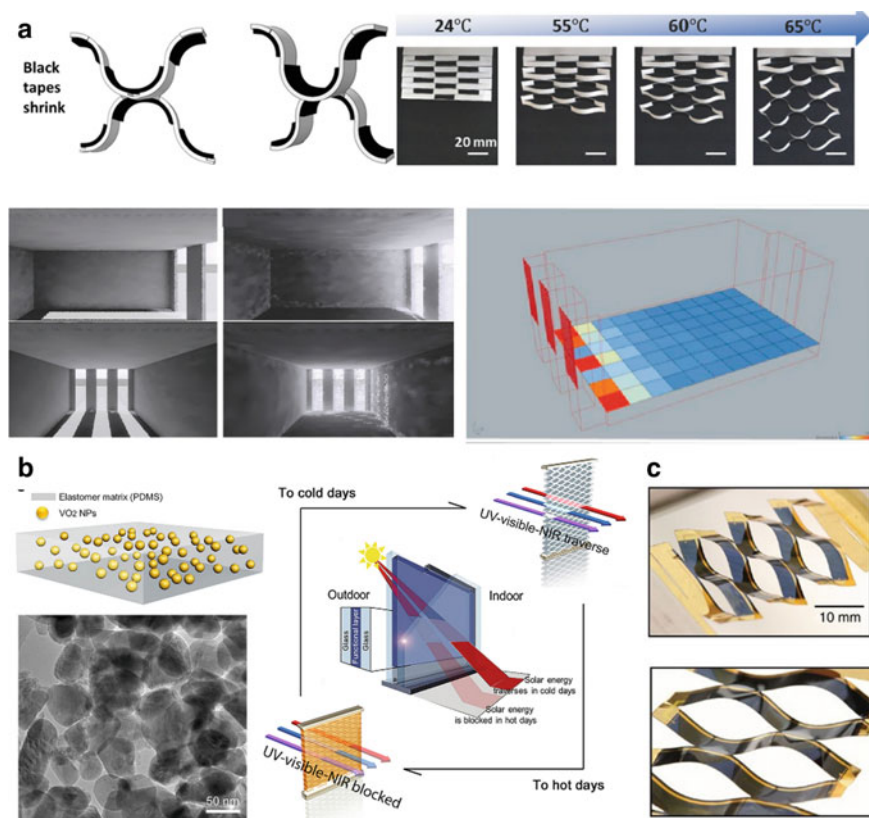 a
Black
tapes
shrink
24°C
55°C
60°C
65°C
20 mm
b
Elastomer matrix (PDMS)
VO2 NPs
50 nm
To cold days
UV-visible-NIR traverse
Outdoor
Indoor
Glass
Functional layer
Glass
Solar energy
traverses in cold days
Solar energy
is blocked in hot days
UV-visible-NIR blocked
To hot days
c
10 mm